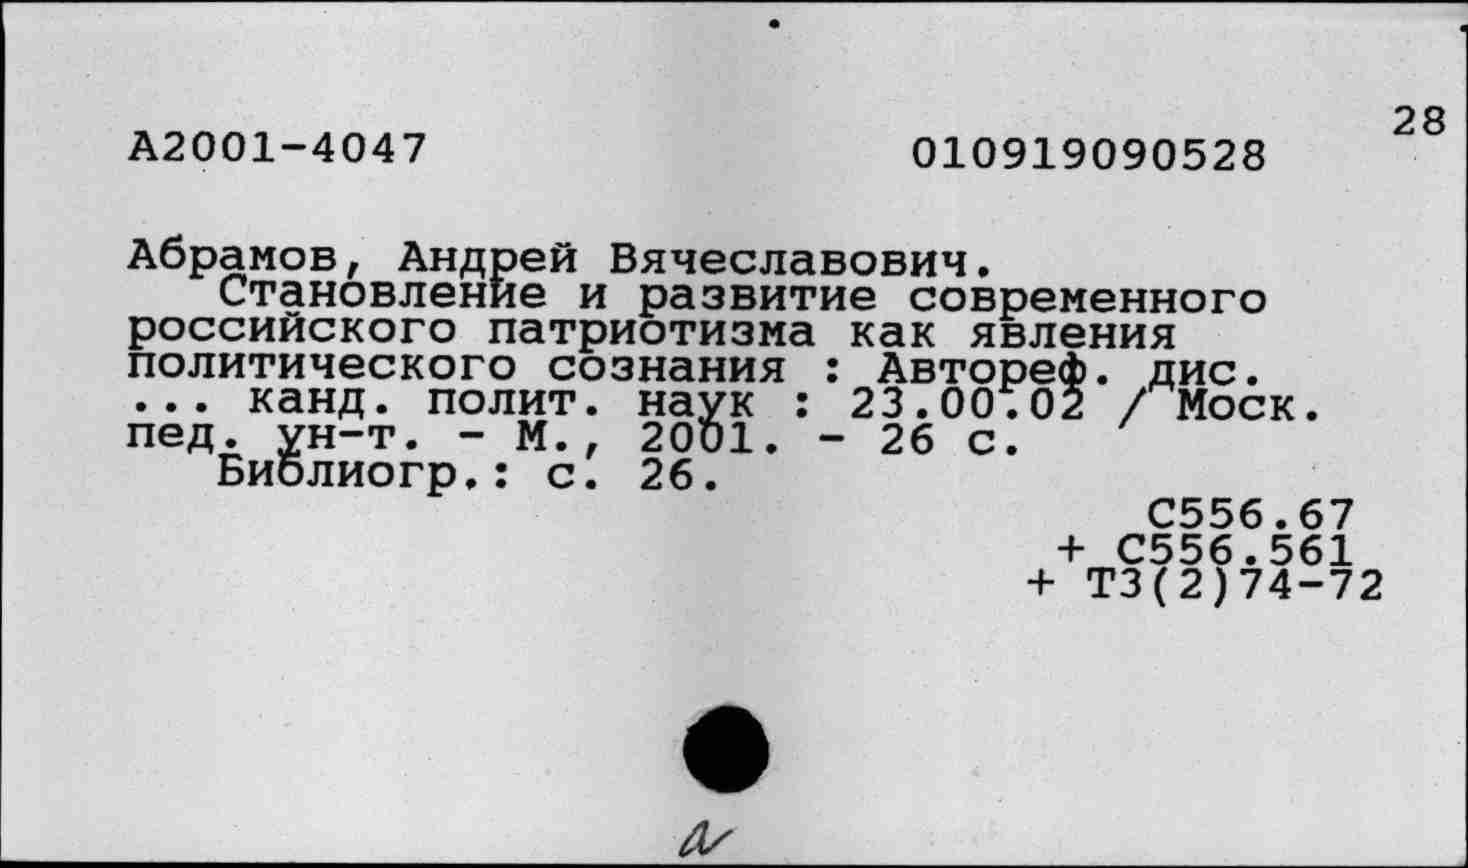 28
А2001-4047 010919090528
Абрамов, Андрей Вячеславович.
Становление и развитие современного
российского патриотизма как явления
политического сознания : Автореф. дис.
... канд. полит. наук : 23.00.02 / Моск.
пед. ун-т. - М., 2001. - 26 с.
Библиогр.: с. 26.
С556.67
+ С556.561
+ Т3(2)74-72